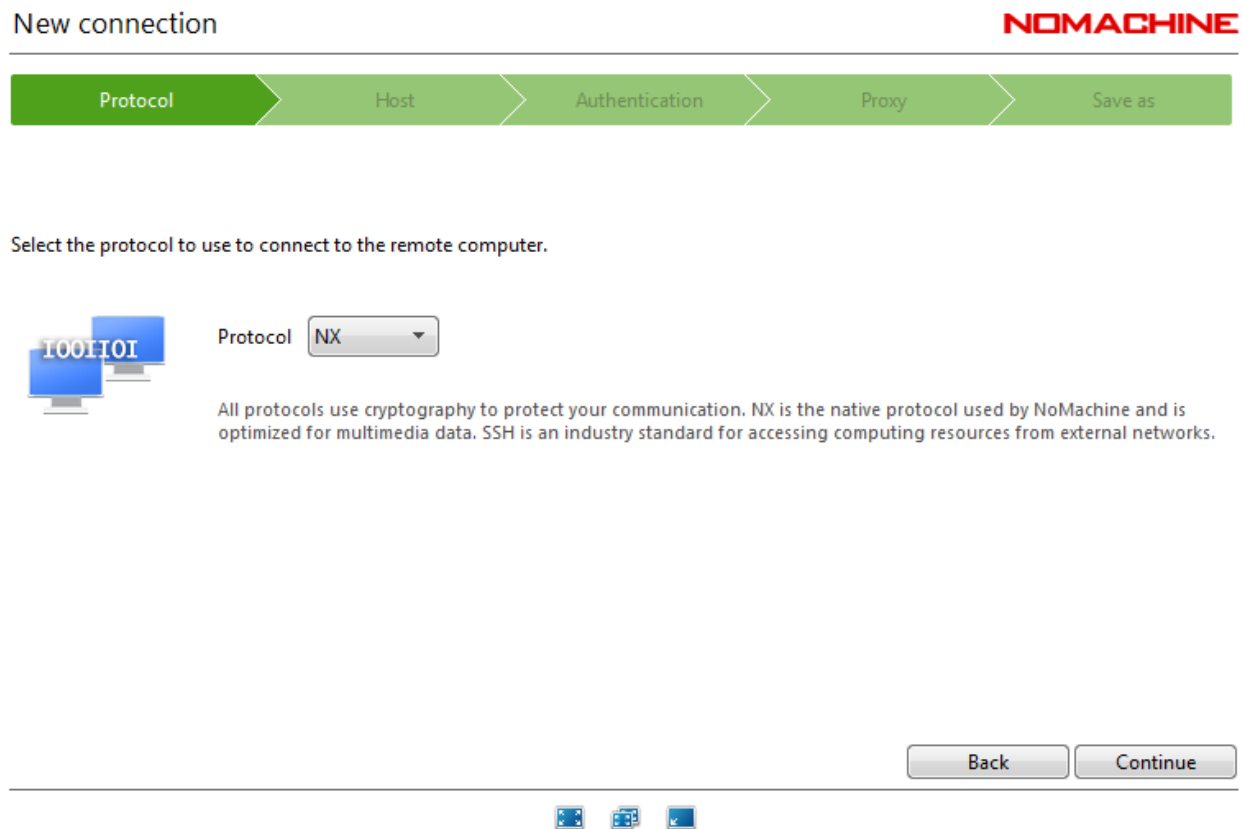 New connection
NOMACHINE
Protocol
Host
Authentication
Proxy
Save as
Select the protocol to use to connect to the remote computer.
IOOIIOI
Protocol
NX
All protocols use cryptography to protect your communication. NX is the native protocol used by NoMachine and is
optimized for multimedia data. SSH is an industry standard for accessing computing resources from external networks.
Back
Continue